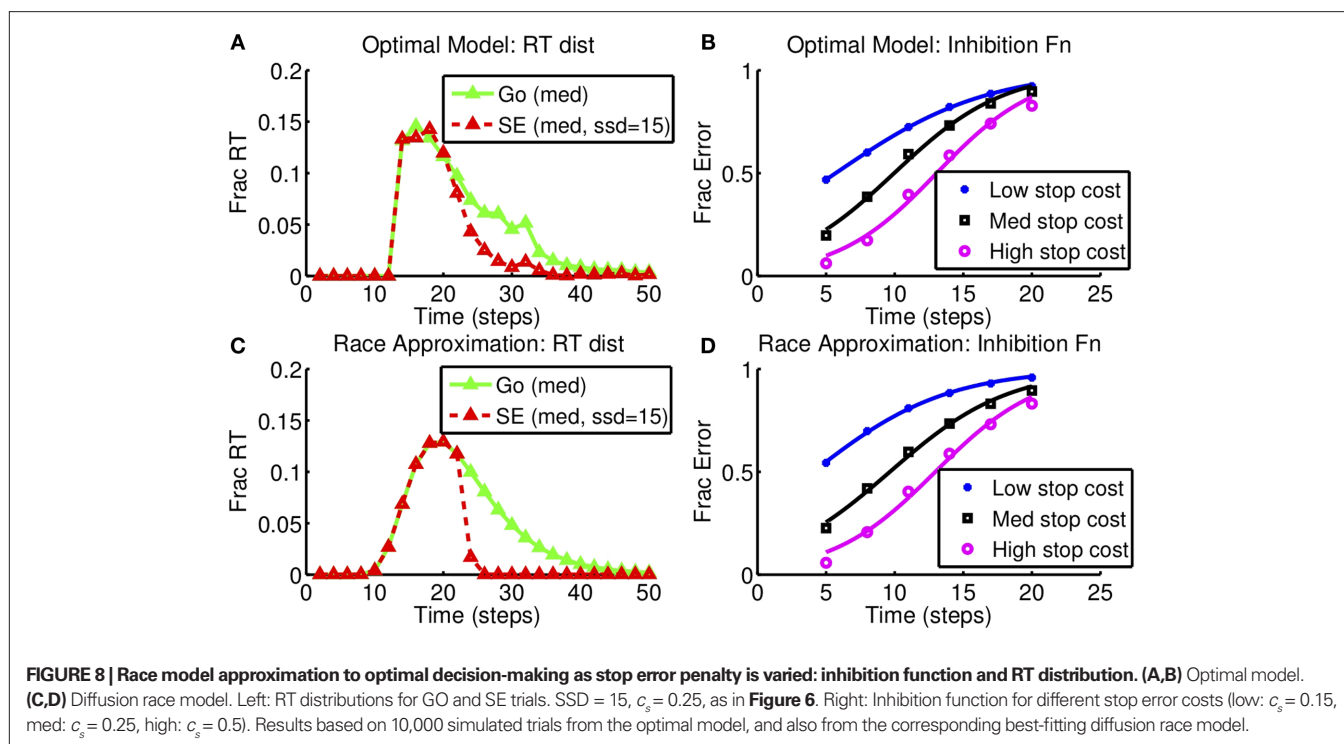 A
Optimal Model: RT dist
0.2
0.15
0.1
0.05
0
Frac RT
Go (med)
SE (med, ssd=15)
0 10 20 30 40 50
Time (steps)
B
Optimal Model: Inhibition Fn
1
0.5
0
Frac Error
Low stop cost
Med stop cost
High stop cost
0 5 10 15 20 25
Time (steps)
C
Race Approximation: RT dist
0.2
0.15
0.1
0.05
0
Frac RT
Go (med)
SE (med, ssd=15)
0 10 20 30 40 50
Time (steps)
D
Race Approximation: Inhibition Fn
1
0.5
0
Frac Error
Low stop cost
Med stop cost
High stop cost
0 5 10 15 20 25
Time (steps)
FIGURE 8 | Race model approximation to optimal decision-making as stop error penalty is varied: inhibition function and RT distribution. (A,B) Optimal model.
(C,D) Diffusion race model. Left: RT distributions for GO and SE trials. SSD = 15, cₛ = 0.25, as in Figure 6. Right: Inhibition function for different stop error costs (low: cₛ = 0.15,
med: cₛ = 0.25, high: cₛ = 0.5). Results based on 10,000 simulated trials from the optimal model, and also from the corresponding best-fitting diffusion race model.